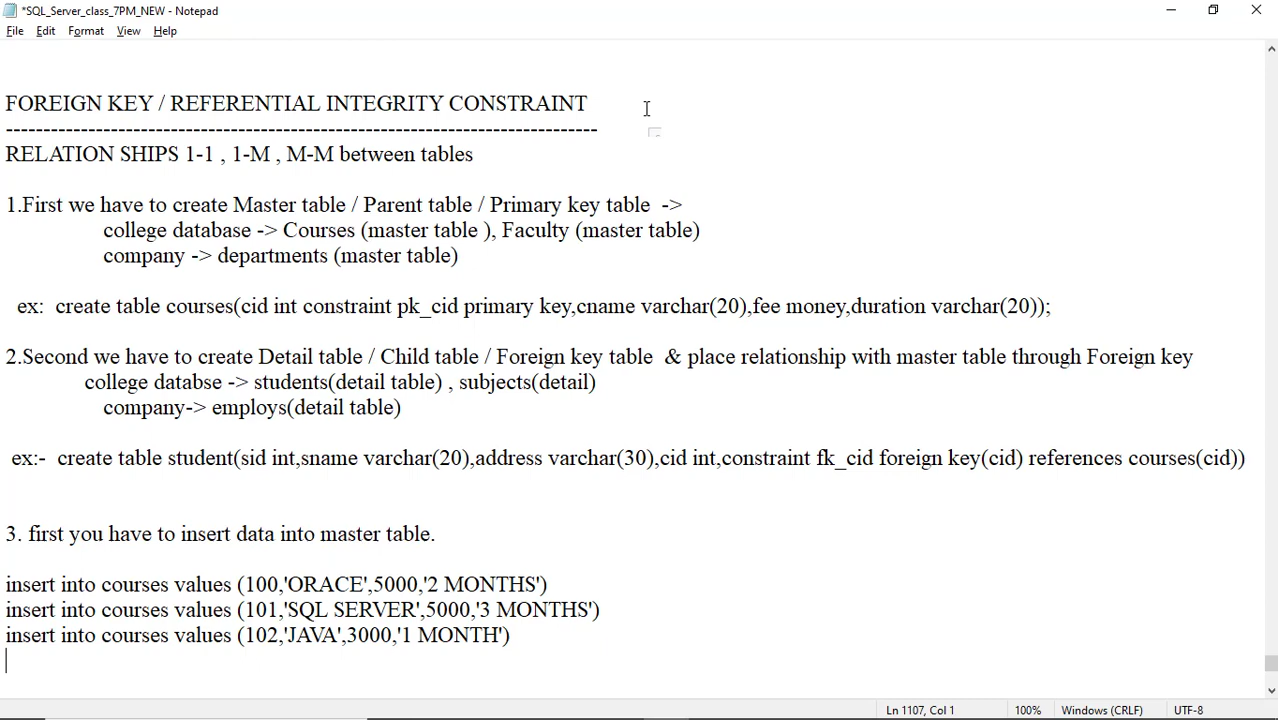 *SQL_Server_class_7PM_NEW - Notepad
File Edit Format View Help
FOREIGN KEY / REFERENTIAL INTEGRITY CONSTRAINT
--------------------------------------------------------------------------------
RELATION SHIPS 1-1 , 1-M , M-M between tables
1.First we have to create Master table / Parent table / Primary key table ->
college database -> Courses (master table ), Faculty (master table)
company -> departments (master table)
ex: create table courses(cid int constraint pk_cid primary key,cname varchar(20),fee money,duration varchar(20));
2.Second we have to create Detail table / Child table / Foreign key table & place relationship with master table through Foreign key
college databse -> students(detail table) , subjects(detail)
company-> employs(detail table)
ex:- create table student(sid int,sname varchar(20),address varchar(30),cid int,constraint fk_cid foreign key(cid) references courses(cid))
3. first you have to insert data into master table.
insert into courses values (100,'ORACE',5000,'2 MONTHS')
insert into courses values (101,'SQL SERVER',5000,'3 MONTHS')
insert into courses values (102,'JAVA',3000,'1 MONTH')
Ln 1107, Col 1 100% Windows (CRLF) UTF-8